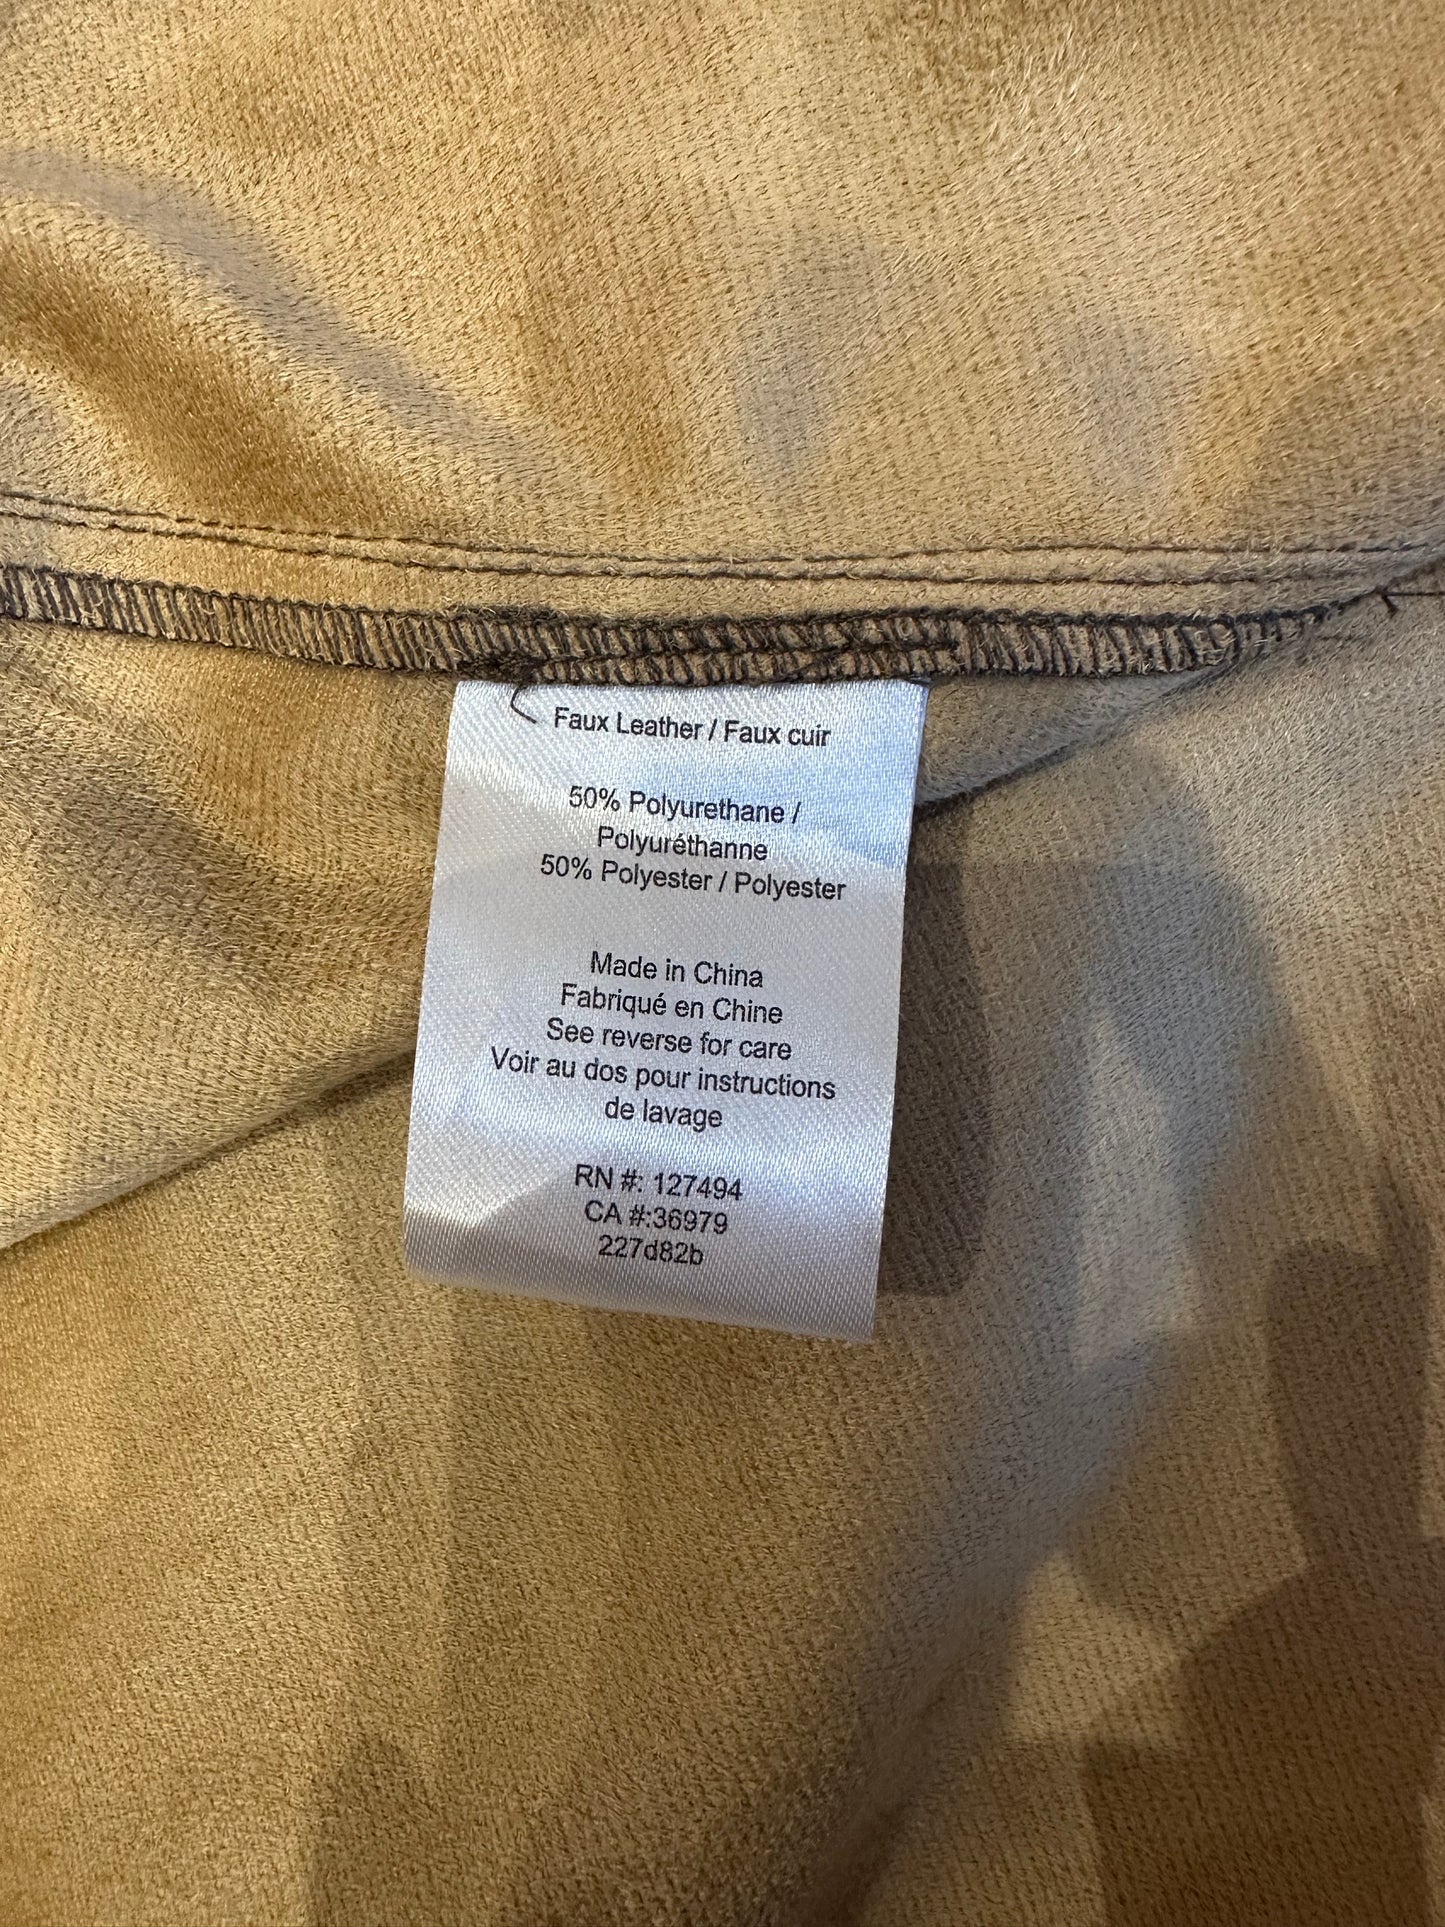 Faux Leather / Faux cuir
50% Polyurethane /
Polyuréthanne
50% Polyester / Polyester
Made in China
Fabriqué en Chine
See reverse for care
Voir au dos pour instructions
de lavage
RN #: 127494
CA #:36979
227d82b